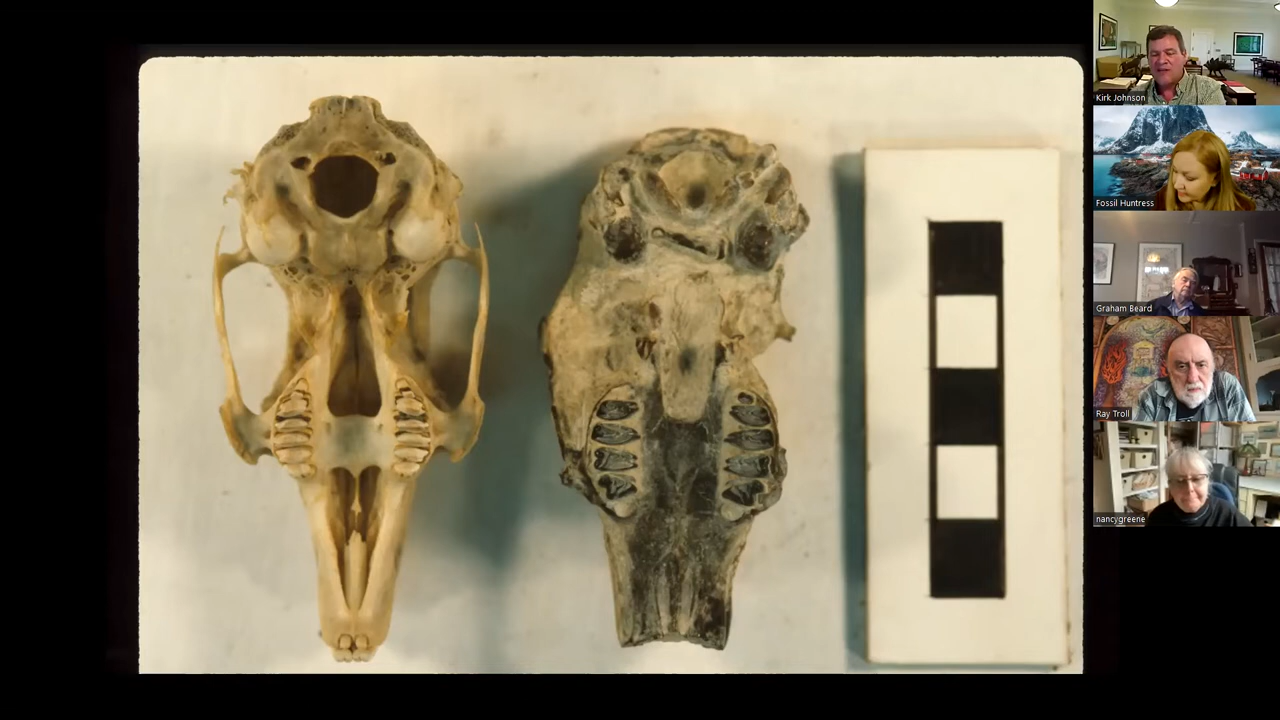 Kirk Johnson
Fossil Huntress
Graham Beard
Ray Troll
nancygreene